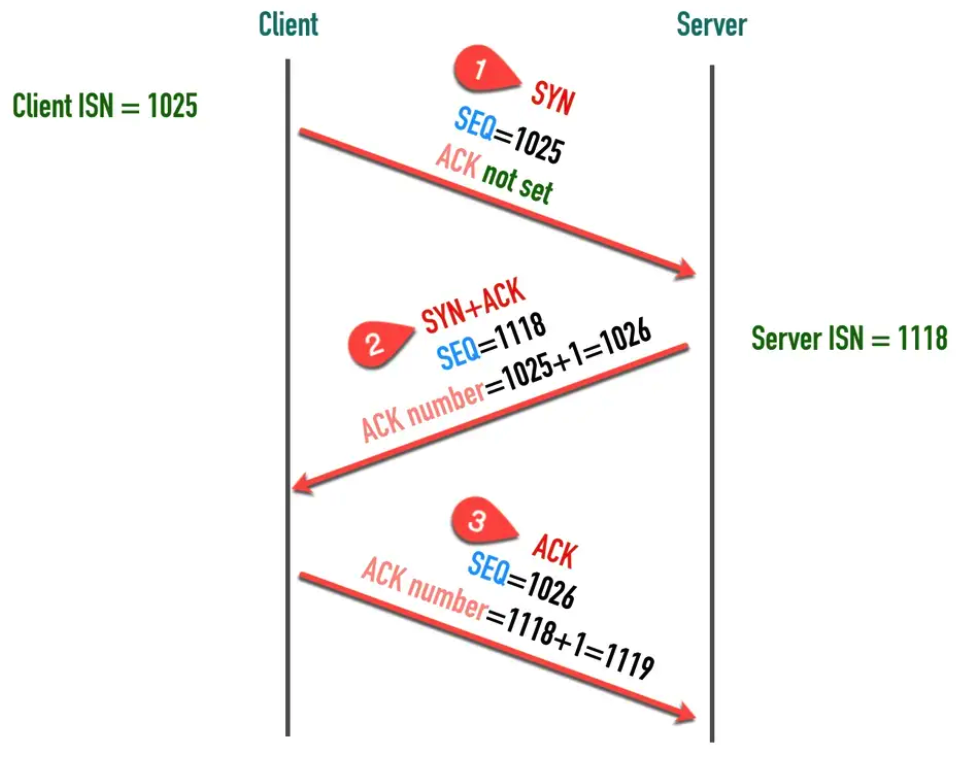 Client
Server
Client ISN = 1025
1
SYN
SEQ=1025
ACK not set
2
SYN+ACK
SEQ=1118
ACK number=1025+1=1026
Server ISN = 1118
3
ACK
SEQ=1026
ACK number=1118+1=1119